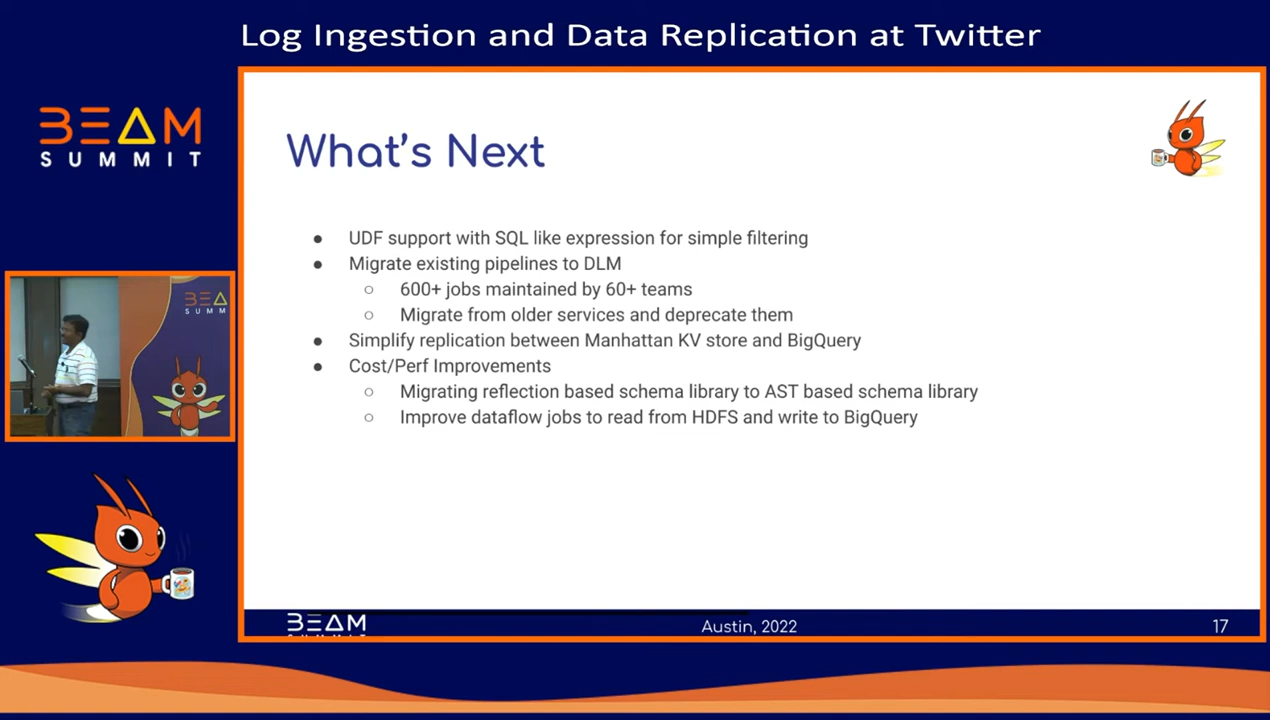 Log Ingestion and Data Replication at Twitter
BEAM
SUMMIT
What's Next
● UDF support with SQL like expression for simple filtering
● Migrate existing pipelines to DLM
○ 600+ jobs maintained by 60+ teams
○ Migrate from older services and deprecate them
● Simplify replication between Manhattan KV store and BigQuery
● Cost/Perf Improvements
○ Migrating reflection based schema library to AST based schema library
○ Improve dataflow jobs to read from HDFS and write to BigQuery
BEA
SUMM
BEAM
Austin, 2022
17